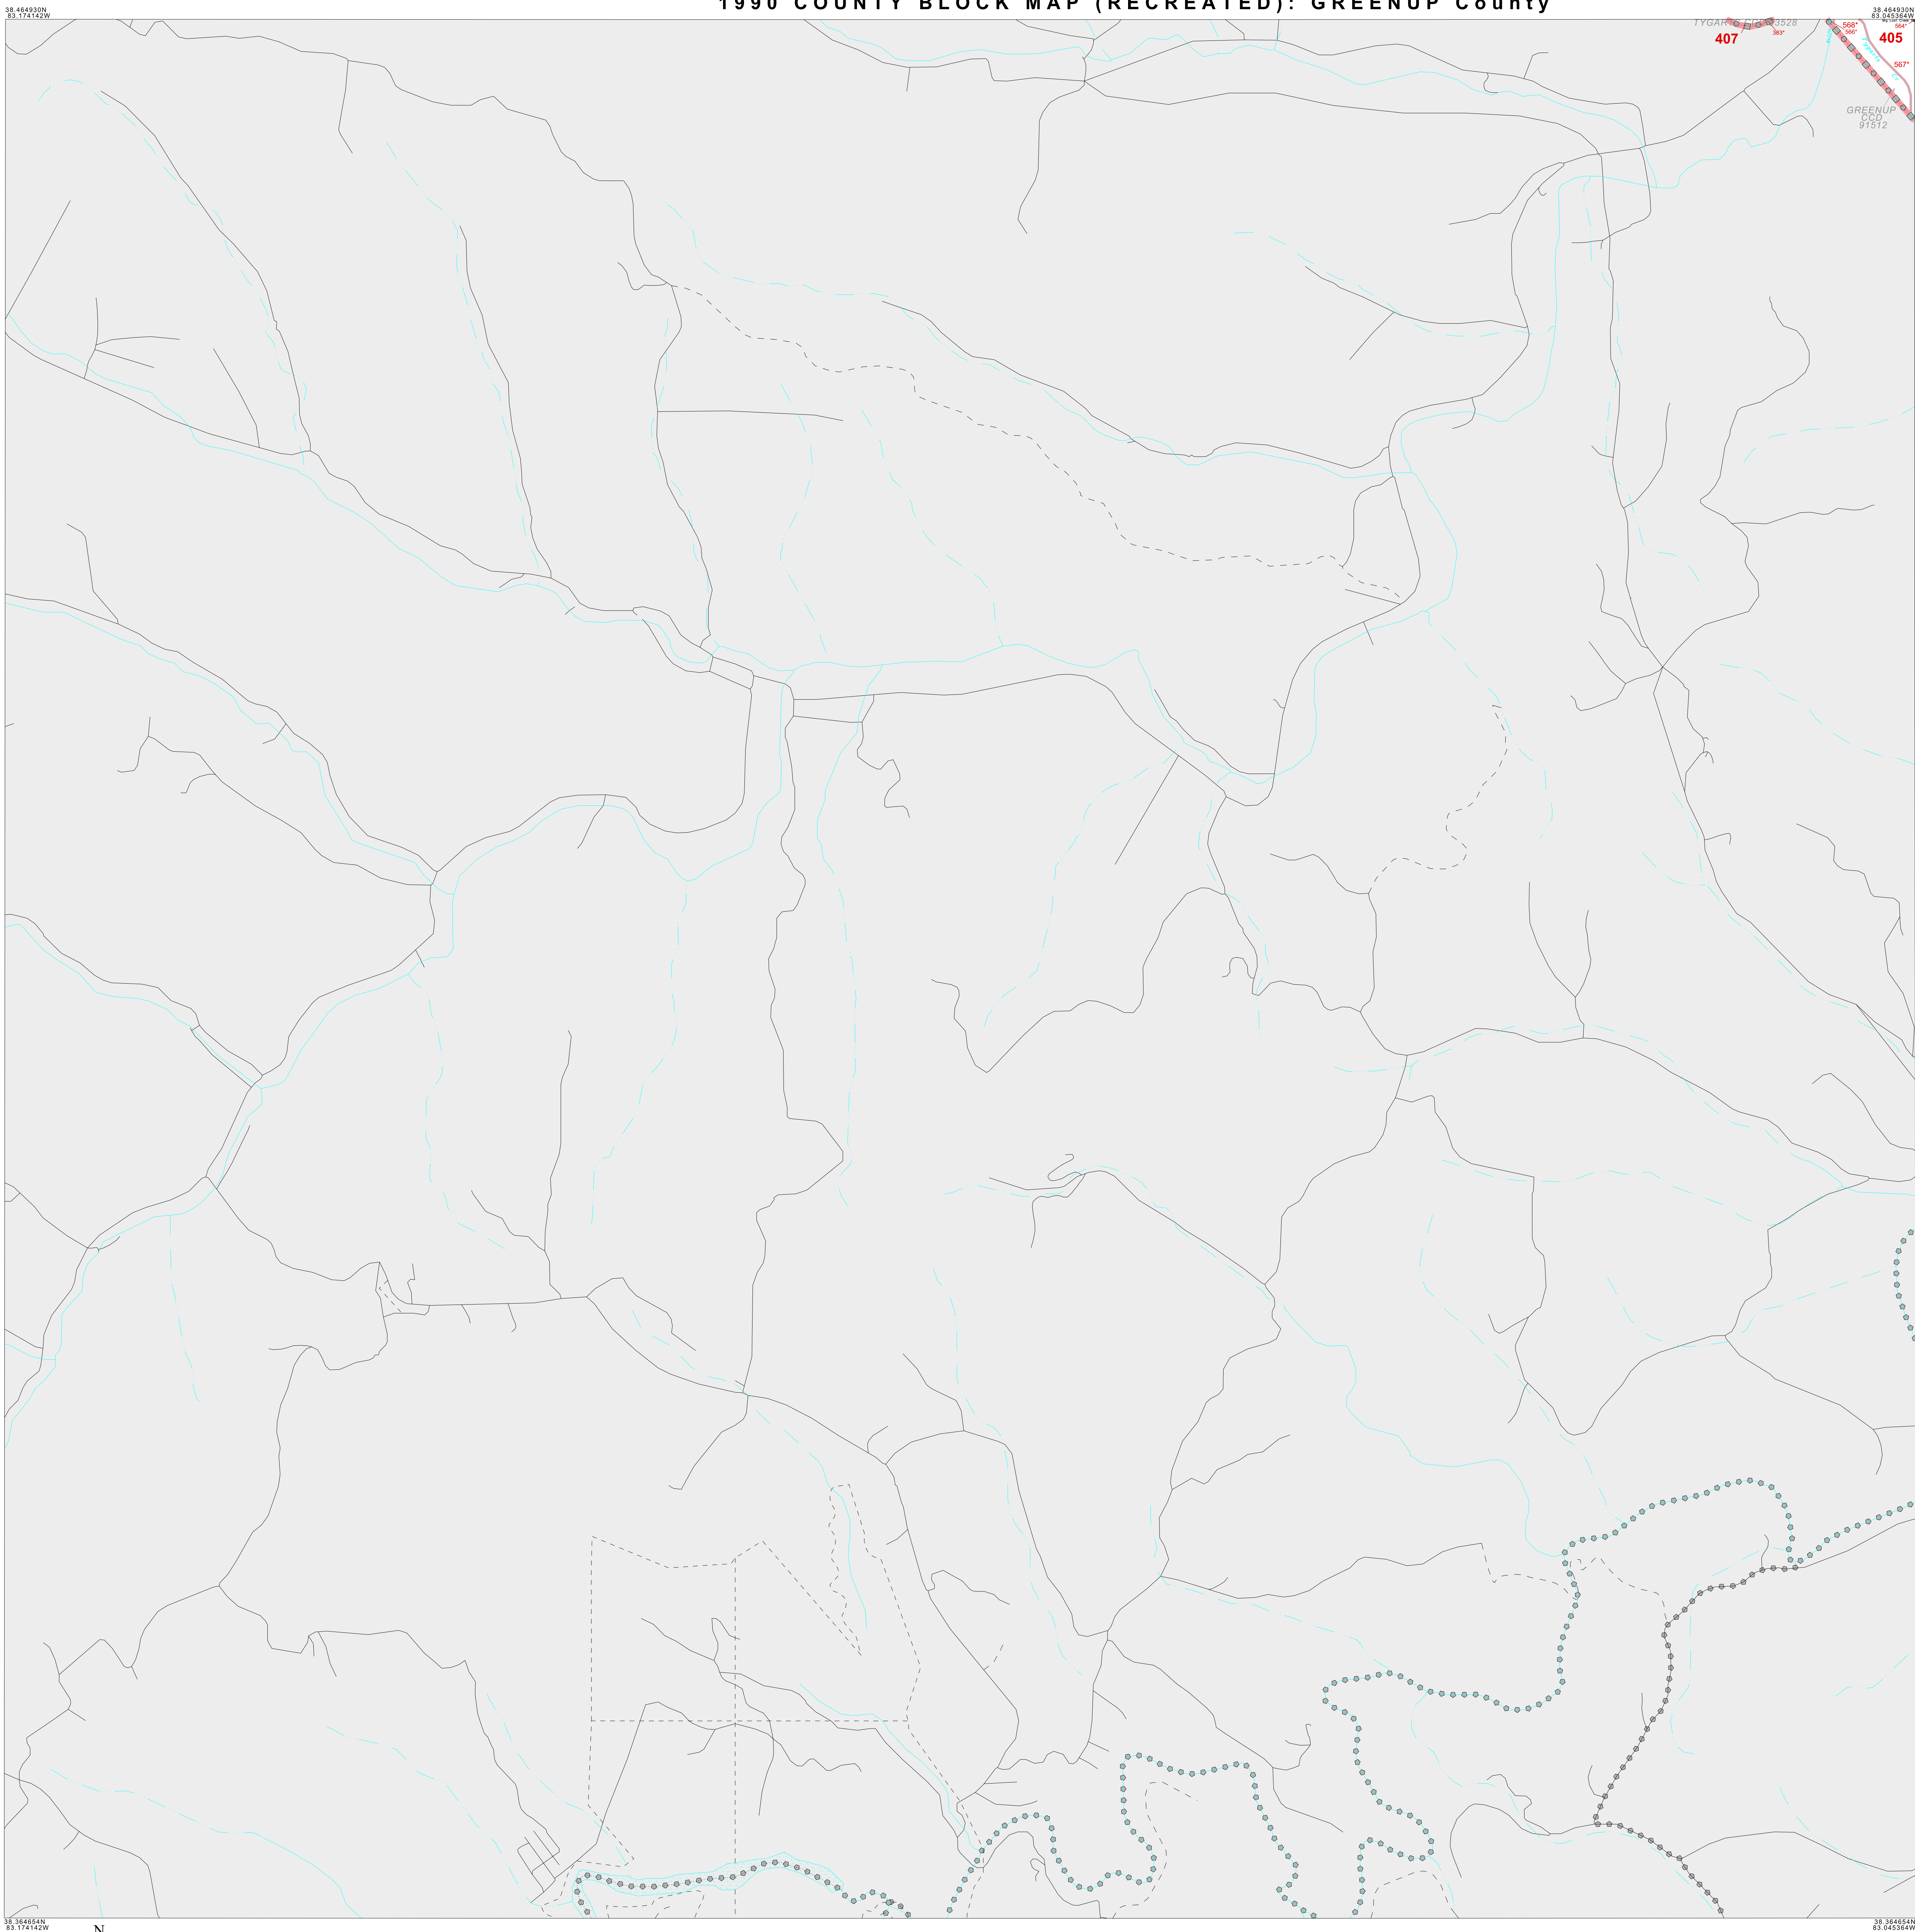 1990 COUNTY BLOCK MAP (RECREATED): GREENUP County
38.464930N
83.174142W
38.464930N
83.045364W
407
383*
568*
566*
564*
405
567*
GREENUP
CCD
91512
38.364654N
83.174142W
N
38.364654N
83.045364W